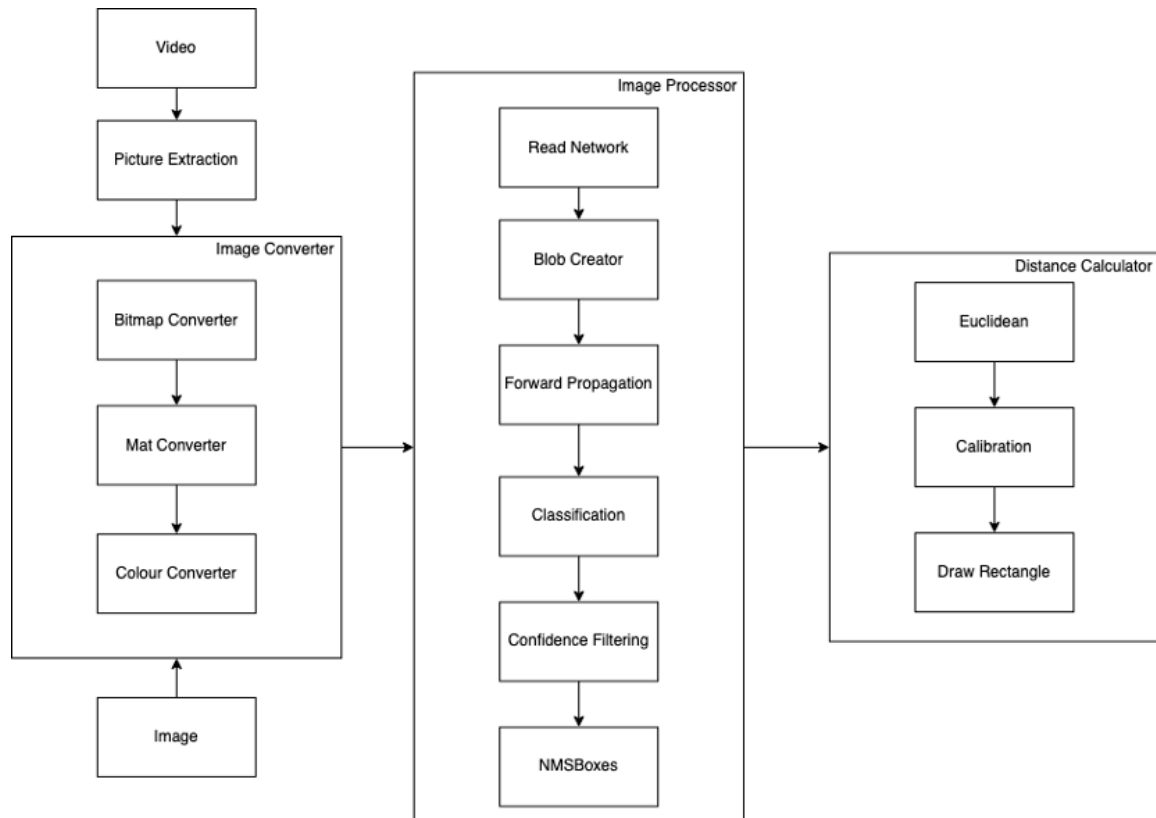 Video
Picture Extraction
Image Converter
Bitmap Converter
Mat Converter
Colour Converter
Image
Image Processor
Read Network
Blob Creator
Forward Propagation
Classification
Confidence Filtering
NMSBoxes
Distance Calculator
Euclidean
Calibration
Draw Rectangle